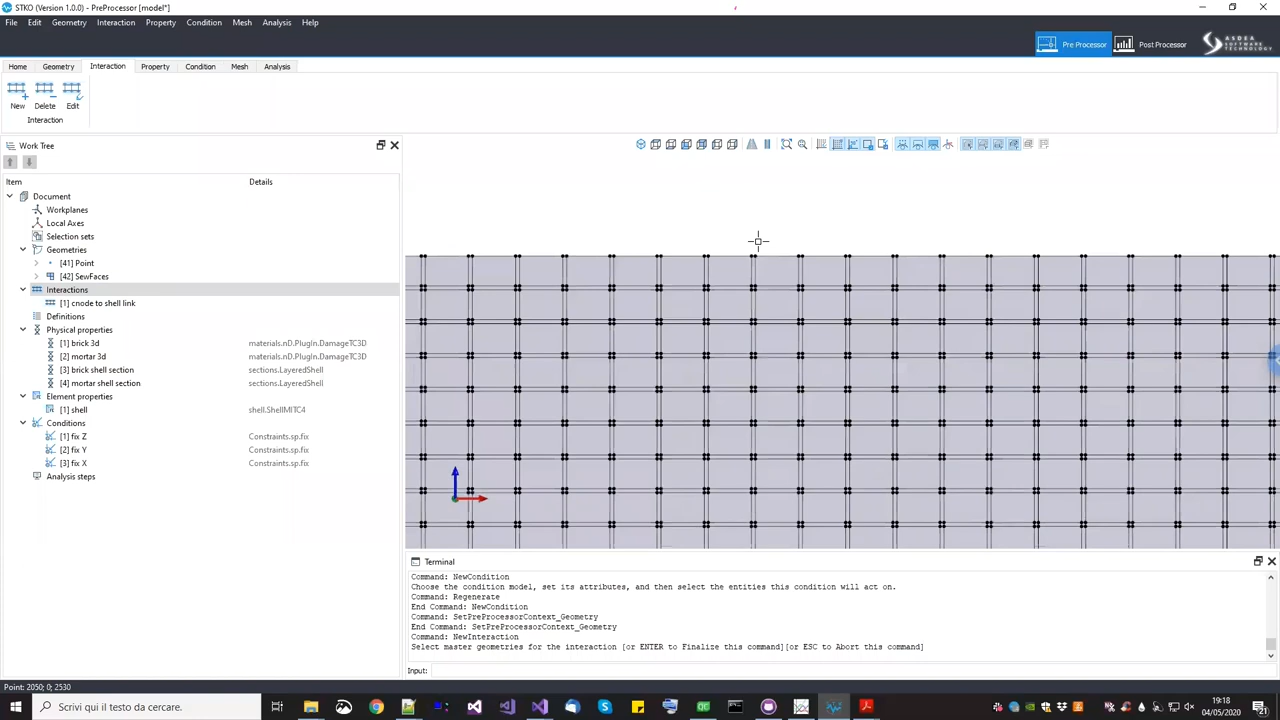 STKO (Version 1.0.0) - PreProcessor [model*]
File Edit Geometry Interaction Property Condition Mesh Analysis Help
Pre Processor Post Processor ASDEA SOFTWARE TECHNOLOGY
Home Geometry Interaction Property Condition Mesh Analysis
New Delete Edit
Interaction
Work Tree
Item Details
Document
Workplanes
Local Axes
Selection sets
Geometries
[41] Point
[42] SewFaces
Interactions
[1] cnode to shell link
Definitions
Physical properties
[1] brick 3d materials.nD.PlugIn.DamageTC3D
[2] mortar 3d materials.nD.PlugIn.DamageTC3D
[3] brick shell section sections.LayeredShell
[4] mortar shell section sections.LayeredShell
Element properties
[1] shell shell.ShellMITC4
Conditions
[1] fix Z Constraints.sp.fix
[2] fix Y Constraints.sp.fix
[3] fix X Constraints.sp.fix
Analysis steps
Terminal
Command: NewCondition
Choose the condition model, set its attributes, and then select the entities this condition will act on.
Command: Regenerate
End Command: NewCondition
Command: SetPreProcessorContext_Geometry
End Command: SetPreProcessorContext_Geometry
Command: NewInteraction
Select master geometries for the interaction [or ENTER to Finalize this command][or ESC to Abort this command]
Input:
Point: 2050; 0; 2530
Scrivi qui il testo da cercare.
19:18
04/05/2020